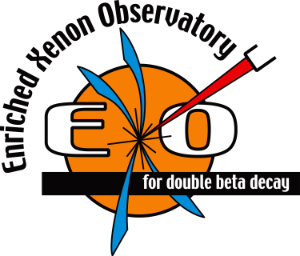 Enriched Xenon Observatory
EXO
for double beta decay